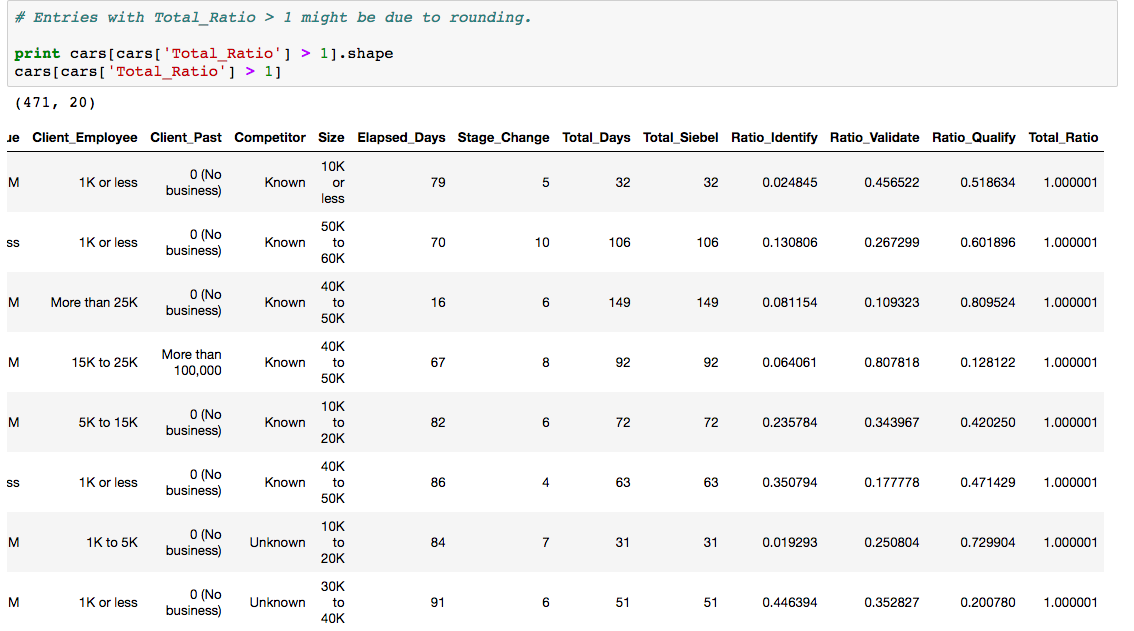 # Entries with Total_Ratio > 1 might be due to rounding.
print cars[cars['Total_Ratio'] > 1].shape
cars[cars['Total_Ratio'] > 1]
(471, 20)
ue Client_Employee Client_Past Competitor Size Elapsed_Days Stage_Change Total_Days Total_Siebel Ratio_Identify Ratio_Validate Ratio_Qualify Total_Ratio
M 1K or less 0 (No business) Known 10K or less 79 5 32 32 0.024845 0.456522 0.518634 1.000001
ss 1K or less 0 (No business) Known 50K to 60K 70 10 106 106 0.130806 0.267299 0.601896 1.000001
M More than 25K 0 (No business) Known 40K to 50K 16 6 149 149 0.081154 0.109323 0.809524 1.000001
M 15K to 25K More than 100,000 Known 40K to 50K 67 8 92 92 0.064061 0.807818 0.128122 1.000001
M 5K to 15K 0 (No business) Known 10K to 20K 82 6 72 72 0.235784 0.343967 0.420250 1.000001
ss 1K or less 0 (No business) Known 40K to 50K 86 4 63 63 0.350794 0.177778 0.471429 1.000001
M 1K to 5K 0 (No business) Unknown 10K to 20K 84 7 31 31 0.019293 0.250804 0.729904 1.000001
M 1K or less 0 (No business) Unknown 30K to 40K 91 6 51 51 0.446394 0.352827 0.200780 1.000001